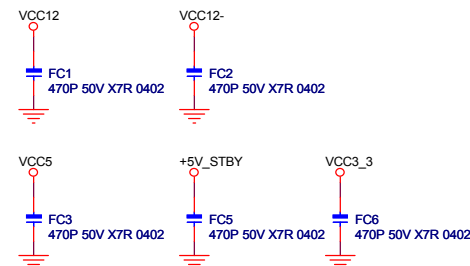 VCC12 VCC12-
FC1 FC2
470P 50V X7R 0402 470P 50V X7R 0402
VCC5 +5V_STBY VCC3_3
FC3 FC5 FC6
470P 50V X7R 0402 470P 50V X7R 0402 470P 50V X7R 0402